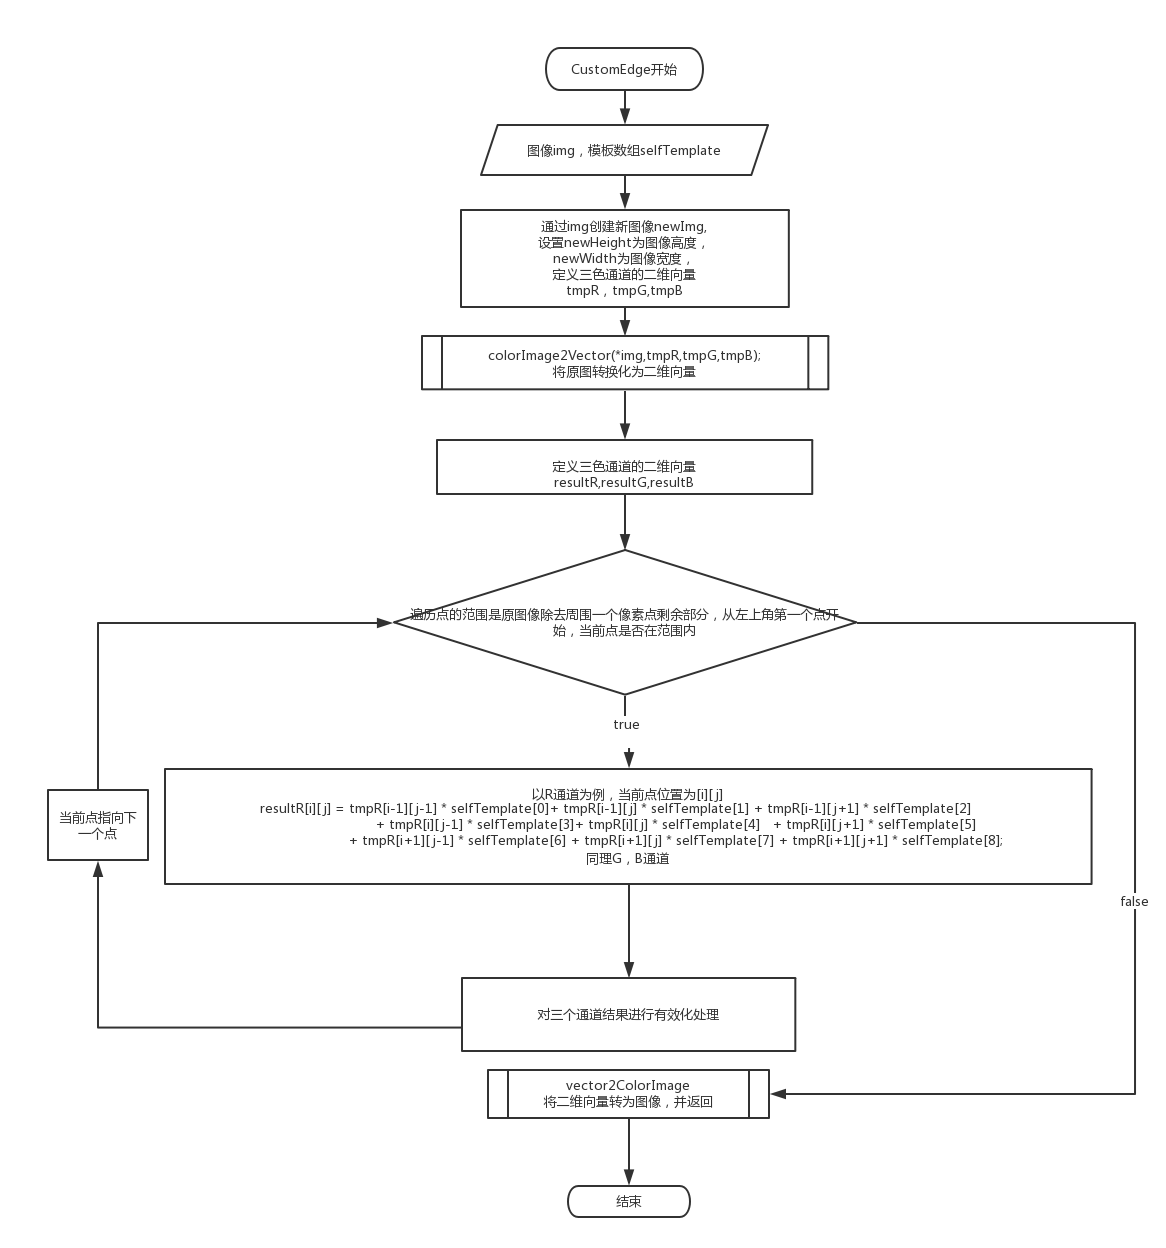 CustomEdge开始
图像img，模板数组selfTemplate
通过img创建新图像newImg,
设置newHeight为图像高度，
newWidth为图像宽度，
定义三色通道的二维向量
tmpR，tmpG,tmpB
colorImage2Vector(*img,tmpR,tmpG,tmpB);
将原图转换化为二维向量
定义三色通道的二维向量
resultR,resultG,resultB
遍历点的范围是原图像除去周围一个像素点剩余部分，从左上角第一个点开
始，当前点是否在范围内
true
以R通道为例，当前点位置为[i][j]
resultR[i][j] = tmpR[i-1][j-1] * selfTemplate[0]+ tmpR[i-1][j] * selfTemplate[1] + tmpR[i-1][j+1] * selfTemplate[2]
+ tmpR[i][j-1] * selfTemplate[3]+ tmpR[i][j] * selfTemplate[4] + tmpR[i][j+1] * selfTemplate[5]
+ tmpR[i+1][j-1] * selfTemplate[6] + tmpR[i+1][j] * selfTemplate[7] + tmpR[i+1][j+1] * selfTemplate[8];
同理G，B通道
当前点指向下
一个点
false
对三个通道结果进行有效化处理
vector2ColorImage
将二维向量转为图像，并返回
结束